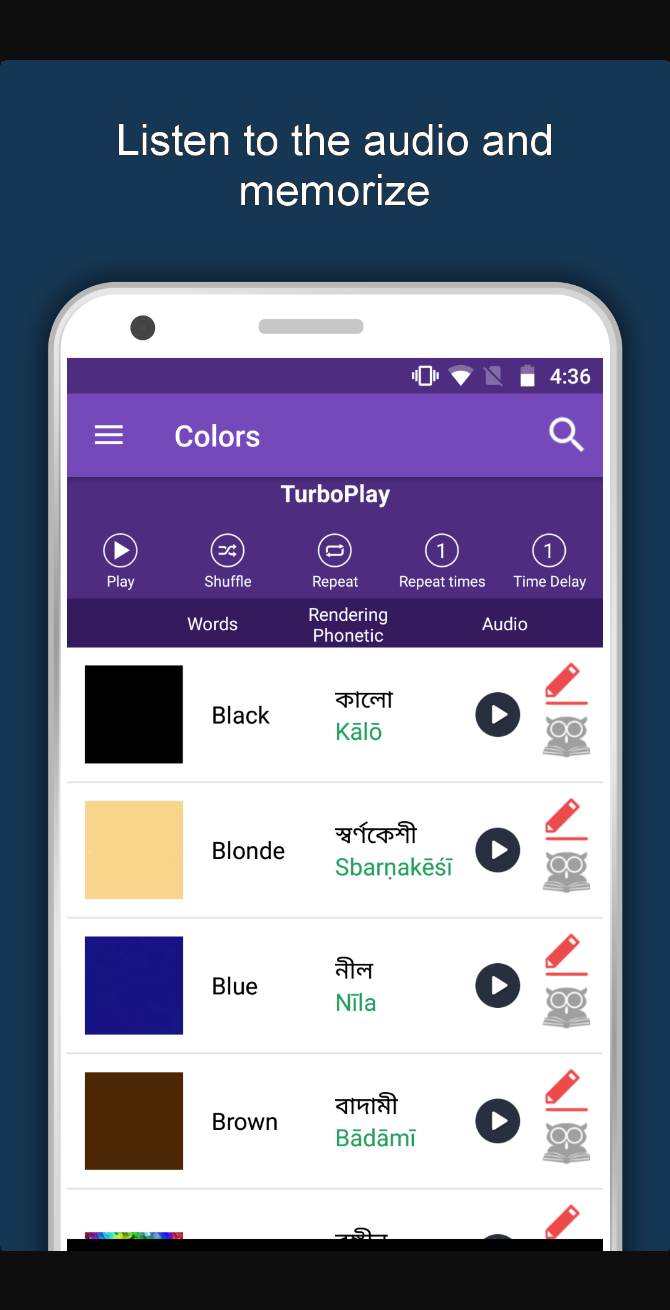 Listen to the audio and
memorize
4:36
Colors
TurboPlay
1
1
Play
Shuffle
Repeat
Repeat times
Time Delay
Words
Rendering
Phonetic
Audio
Black
কালো
Kālō
Blonde
স্বর্ণকেশী
Sbarṇakēśī
Blue
নীল
Nīla
Brown
বাদামী
Bādāmī